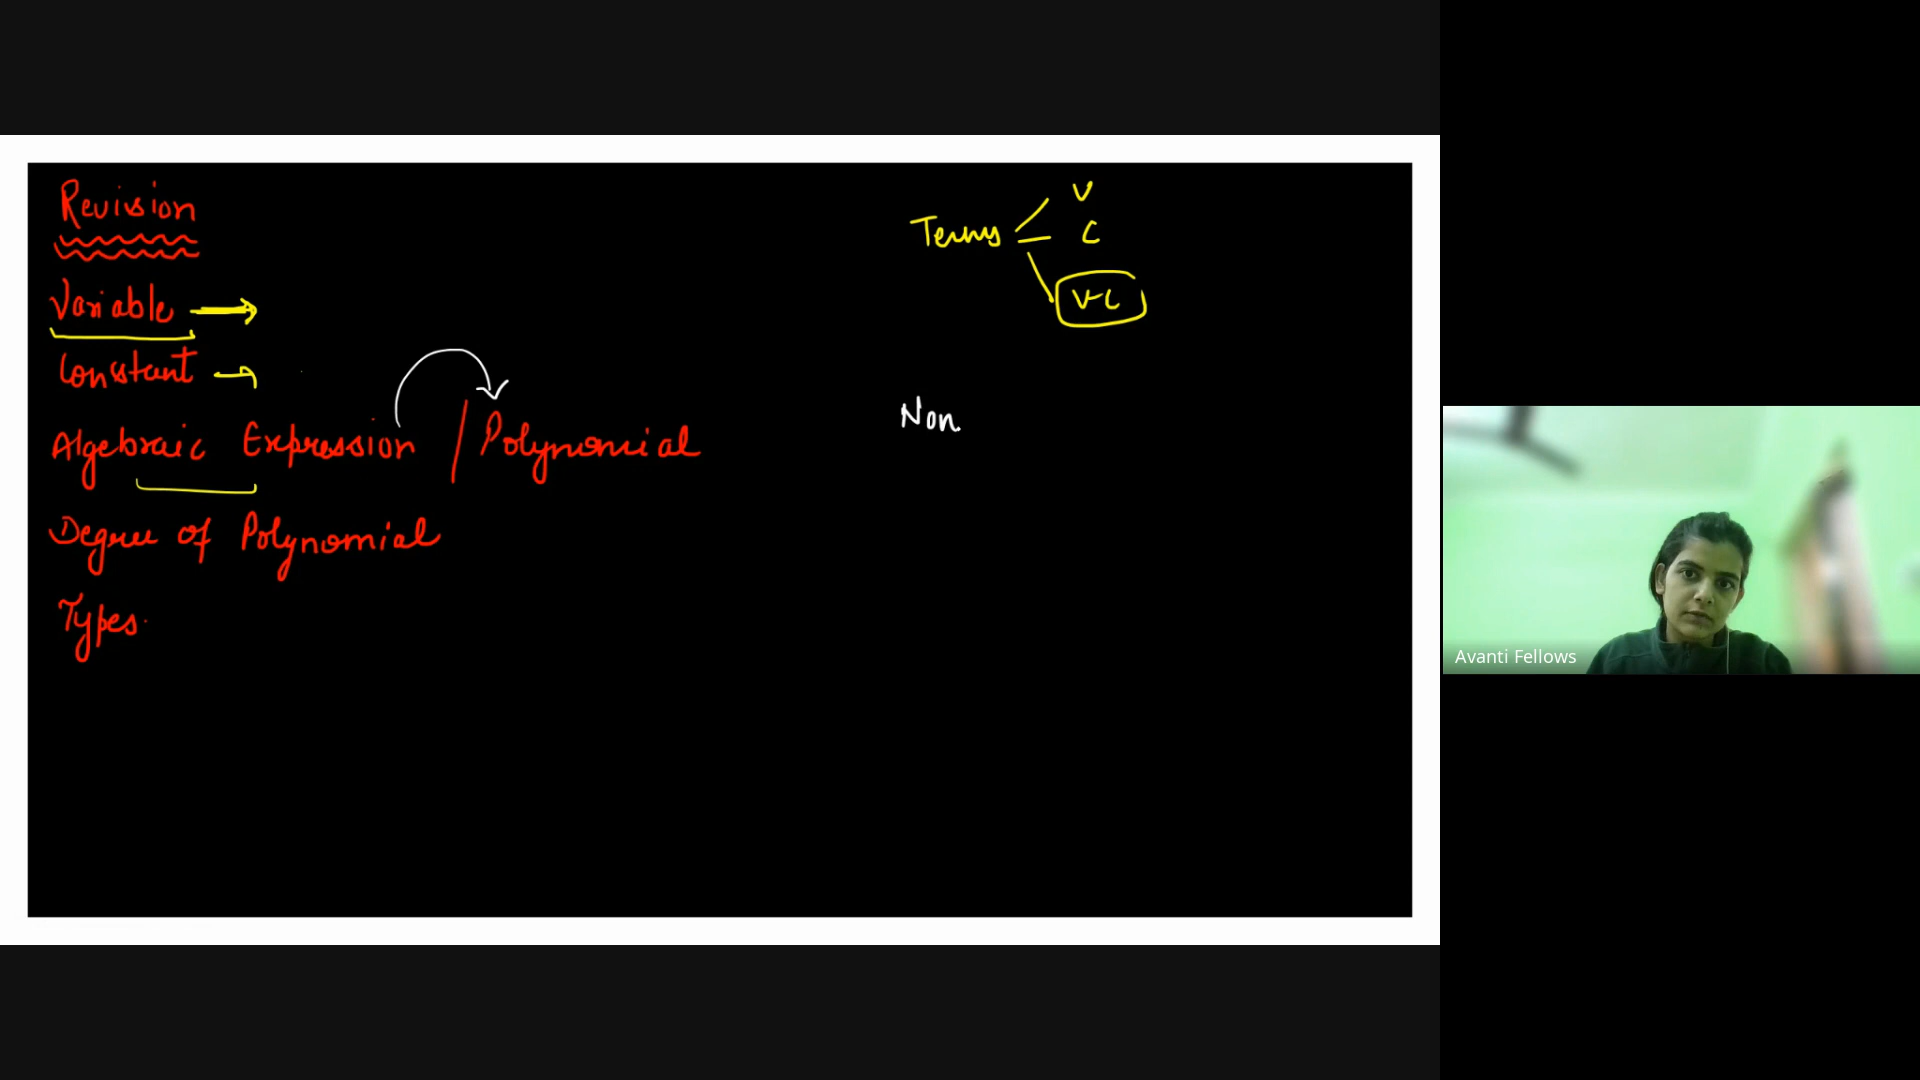 Revision
Variable →
Constant →
Algebraic Expression / Polynomial
Degree of Polynomial
Types.
Terms
V
C
V-C
Non
Avanti Fellows